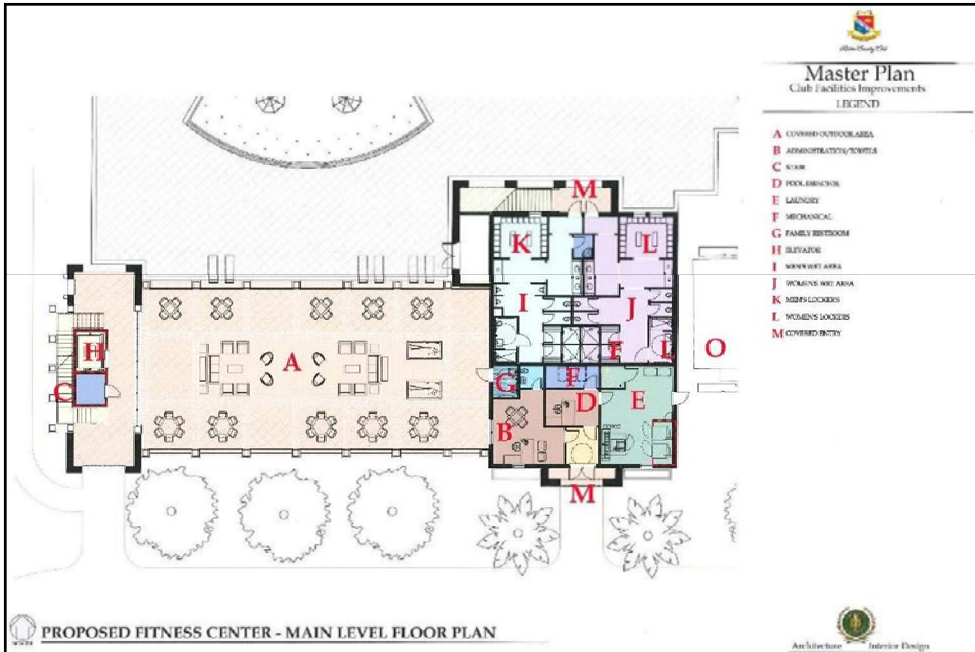 Master Plan
Club Facilities Improvements
LEGEND
A COVERED OUTDOOR AREA
B ADMINISTRATION/TOWELS
C STAIR
D POOL DIRECTOR
E LAUNDRY
F MECHANICAL
G FAMILY RESTROOM
H ELEVATOR
I MEN'S WET AREA
J WOMEN'S WET AREA
K MEN'S LOCKERS
L WOMEN'S LOCKERS
M COVERED ENTRY
M
K
L
I
J
O
H
A
C
G
F
E
D
B
M
PROPOSED FITNESS CENTER - MAIN LEVEL FLOOR PLAN
Architecture Interior Design